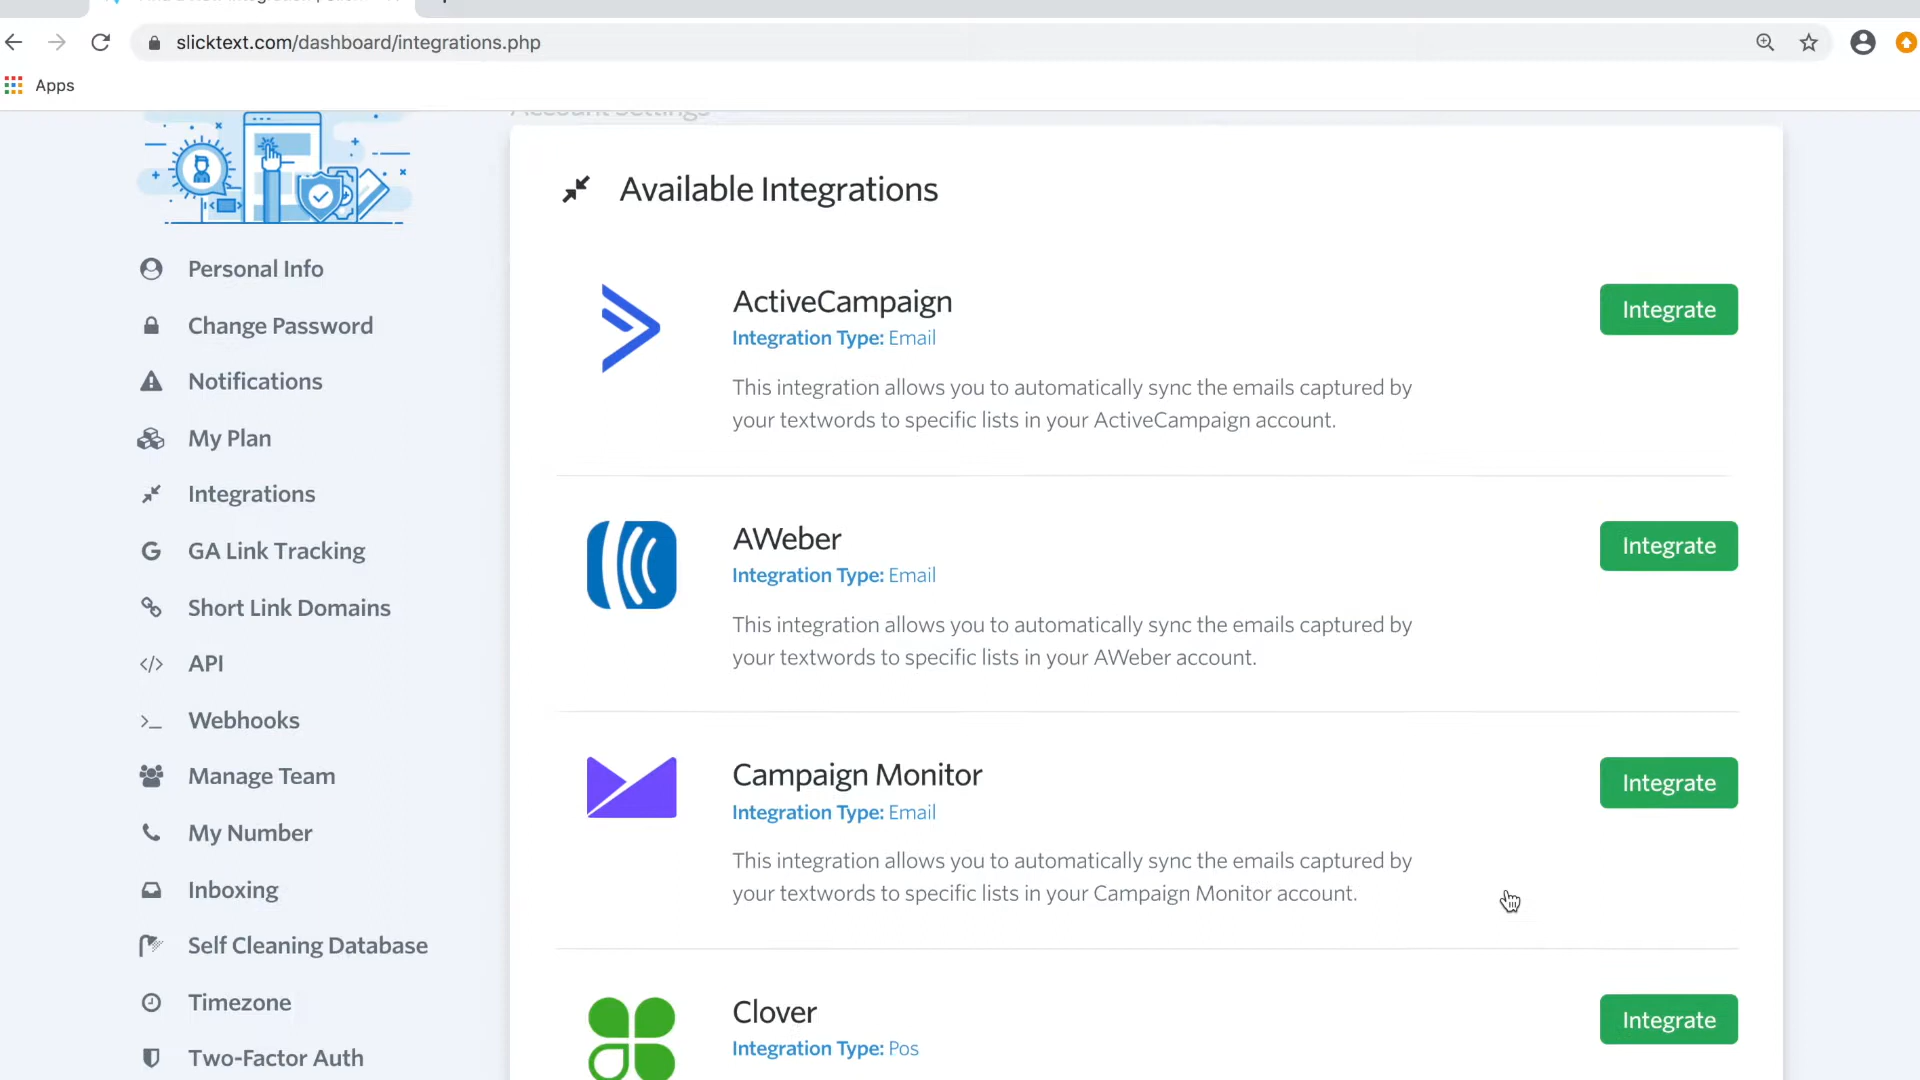 slicktext.com/dashboard/integrations.php
Apps
Account Settings
Available Integrations
Personal Info
Change Password
Notifications
My Plan
Integrations
GA Link Tracking
Short Link Domains
API
Webhooks
Manage Team
My Number
Inboxing
Self Cleaning Database
Timezone
Two-Factor Auth
ActiveCampaign
Integration Type: Email
This integration allows you to automatically sync the emails captured by
your textwords to specific lists in your ActiveCampaign account.
Integrate
AWeber
Integration Type: Email
This integration allows you to automatically sync the emails captured by
your textwords to specific lists in your AWeber account.
Integrate
Campaign Monitor
Integration Type: Email
This integration allows you to automatically sync the emails captured by
your textwords to specific lists in your Campaign Monitor account.
Integrate
Clover
Integration Type: Pos
Integrate